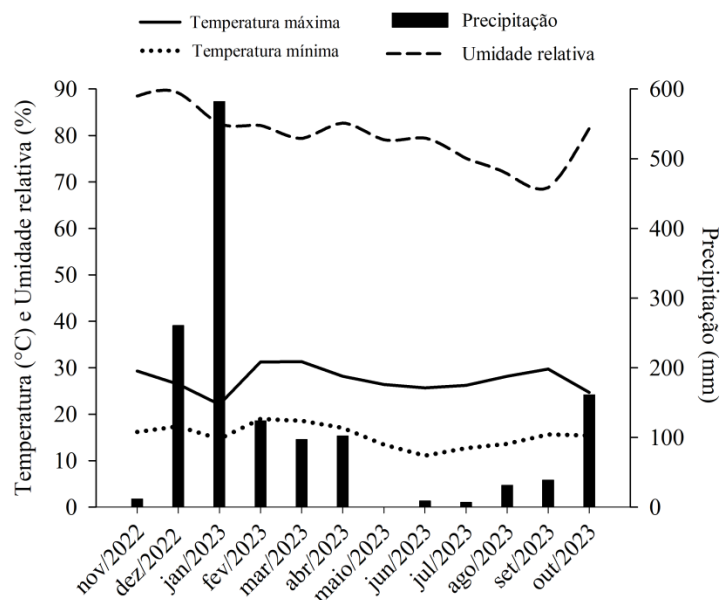 Temperatura máxima
Precipitação
Temperatura mínima
Umidade relativa
Temperatura (°C) e Umidade relativa (%)
90
80
70
60
50
40
30
20
10
0
600
500
400
300
200
100
0
Precipitação (mm)
nov/2022
dez/2022
jan/2023
fev/2023
mar/2023
abr/2023
maio/2023
jun/2023
jul/2023
ago/2023
set/2023
out/2023